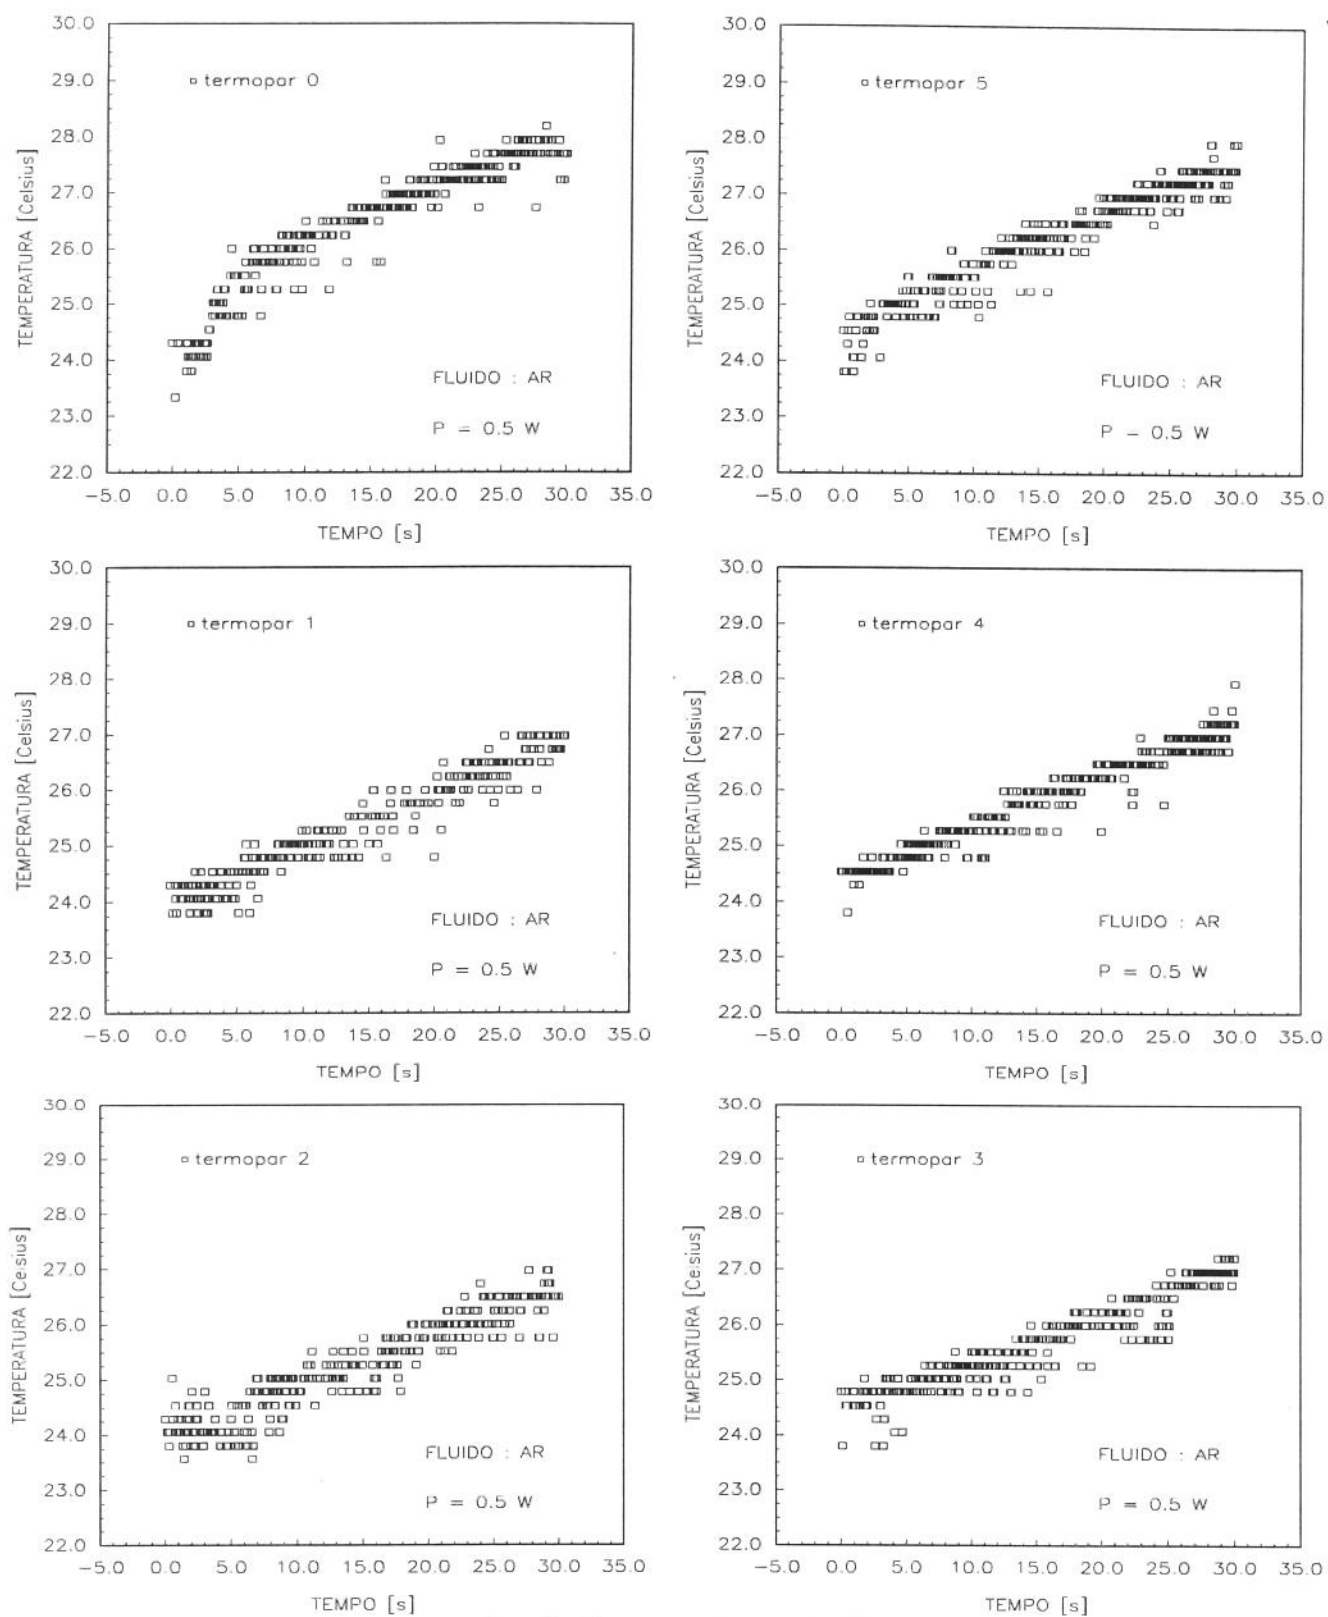 30.0
29.0
28.0
27.0
26.0
25.0
24.0
23.0
22.0
TEMPERATURA [Celsius]
termopar 0
FLUIDO : AR
P = 0.5 W
-5.0 0.0 5.0 10.0 15.0 20.0 25.0 30.0 35.0
TEMPO [s]
30.0
29.0
28.0
27.0
26.0
25.0
24.0
23.0
22.0
TEMPERATURA [Celsius]
termopar 5
FLUIDO : AR
P = 0.5 W
-5.0 0.0 5.0 10.0 15.0 20.0 25.0 30.0 35.0
TEMPO [s]
30.0
29.0
28.0
27.0
26.0
25.0
24.0
23.0
22.0
TEMPERATURA [Celsius]
termopar 1
FLUIDO : AR
P = 0.5 W
-5.0 0.0 5.0 10.0 15.0 20.0 25.0 30.0 35.0
TEMPO [s]
30.0
29.0
28.0
27.0
26.0
25.0
24.0
23.0
22.0
TEMPERATURA [Celsius]
termopar 4
FLUIDO : AR
P = 0.5 W
-5.0 0.0 5.0 10.0 15.0 20.0 25.0 30.0 35.0
TEMPO [s]
30.0
29.0
28.0
27.0
26.0
25.0
24.0
23.0
22.0
TEMPERATURA [Celsius]
termopar 2
FLUIDO : AR
P = 0.5 W
-5.0 0.0 5.0 10.0 15.0 20.0 25.0 30.0 35.0
TEMPO [s]
30.0
29.0
28.0
27.0
26.0
25.0
24.0
23.0
22.0
TEMPERATURA [Celsius]
termopar 3
FLUIDO : AR
P = 0.5 W
-5.0 0.0 5.0 10.0 15.0 20.0 25.0 30.0 35.0
TEMPO [s]